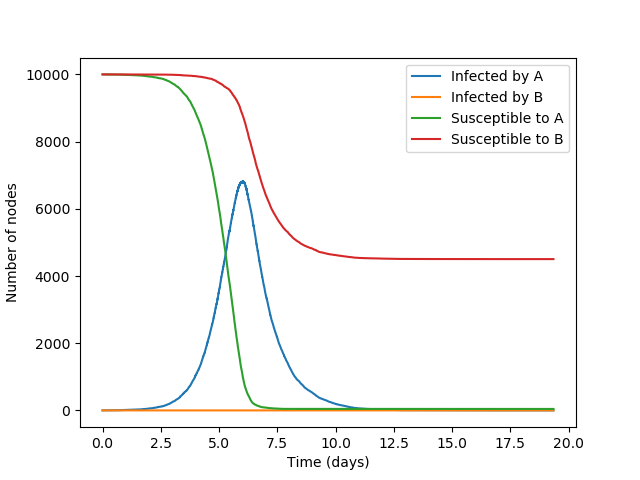 Number of nodes
10000
8000
6000
4000
2000
0
Infected by A
Infected by B
Susceptible to A
Susceptible to B
0.0 2.5 5.0 7.5 10.0 12.5 15.0 17.5 20.0
Time (days)